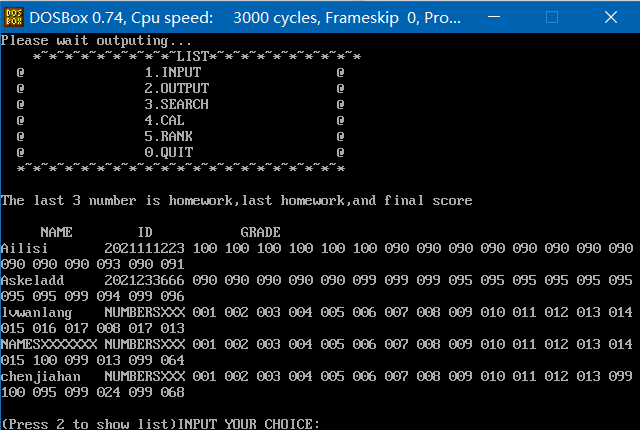 DOS BOX
DOSBox 0.74, Cpu speed: 3000 cycles, Frameskip 0, Pro...
Please wait outputing...
*~*~*~*~*~*~*~*~*~LIST*~*~*~*~*~*~*~*~*~*
@ 1.INPUT @
@ 2.OUTPUT @
@ 3.SEARCH @
@ 4.CAL @
@ 5.RANK @
@ 0.QUIT @
*~*~*~*~*~*~*~*~*~*~*~*~*~*~*~*~*~*~*~*~*
The last 3 number is homework,last homework,and final score
NAME ID GRADE
Ailisi 2021111223 100 100 100 100 100 100 090 090 090 090 090 090 090 090
090 090 090 093 090 091
Askeladd 2021233666 090 090 090 090 090 099 099 099 095 095 095 095 095 095
095 095 099 094 099 096
lvwanlang NUMBERSXXX 001 002 003 004 005 006 007 008 009 010 011 012 013 014
015 016 017 008 017 013
NAMESXXXXXXX NUMBERSXXX 001 002 003 004 005 006 007 008 009 010 011 012 013 014
015 100 099 013 099 064
chenjiahan NUMBERSXXX 001 002 003 004 005 006 007 008 009 010 011 012 013 099
100 095 099 024 099 068
(Press 2 to show list)INPUT YOUR CHOICE: